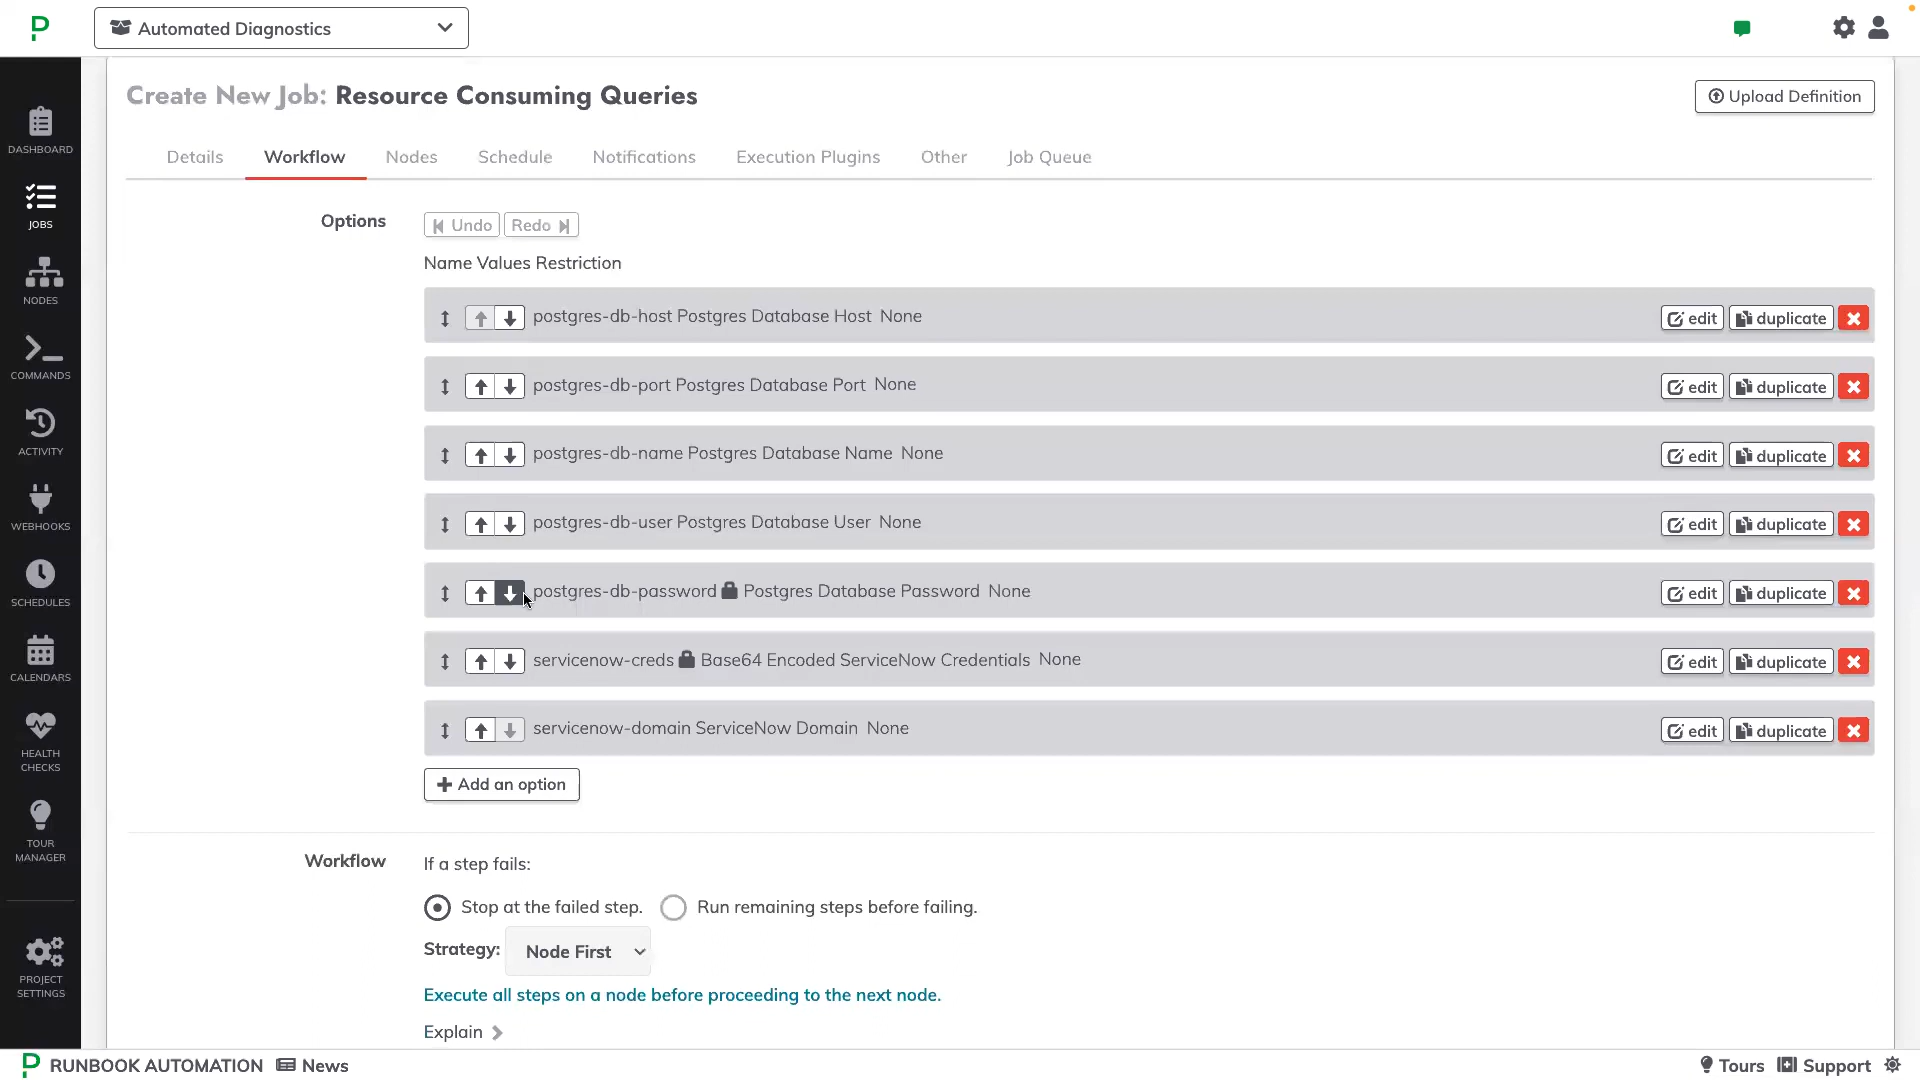 Automated Diagnostics
Create New Job: Resource Consuming Queries
Upload Definition
Details Workflow Nodes Schedule Notifications Execution Plugins Other Job Queue
DASHBOARD
JOBS
NODES
COMMANDS
ACTIVITY
WEBHOOKS
SCHEDULES
CALENDARS
HEALTH
CHECKS
TOUR
MANAGER
PROJECT
SETTINGS
Options
Undo Redo
Name Values Restriction
postgres-db-host Postgres Database Host None edit duplicate
postgres-db-port Postgres Database Port None edit duplicate
postgres-db-name Postgres Database Name None edit duplicate
postgres-db-user Postgres Database User None edit duplicate
postgres-db-password Postgres Database Password None edit duplicate
servicenow-creds Base64 Encoded ServiceNow Credentials None edit duplicate
servicenow-domain ServiceNow Domain None edit duplicate
Add an option
Workflow
If a step fails:
Stop at the failed step. Run remaining steps before failing.
Strategy: Node First
Execute all steps on a node before proceeding to the next node.
Explain
RUNBOOK AUTOMATION News Tours Support